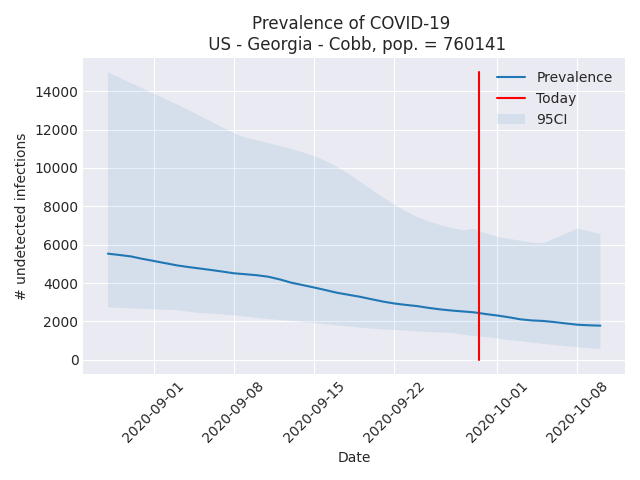 Prevalence of COVID-19
US - Georgia - Cobb, pop. = 760141
Prevalence
Today
95CI
14000
12000
10000
8000
6000
4000
2000
0
# undetected infections
2020-09-01
2020-09-08
2020-09-15
2020-09-22
2020-10-01
2020-10-08
Date